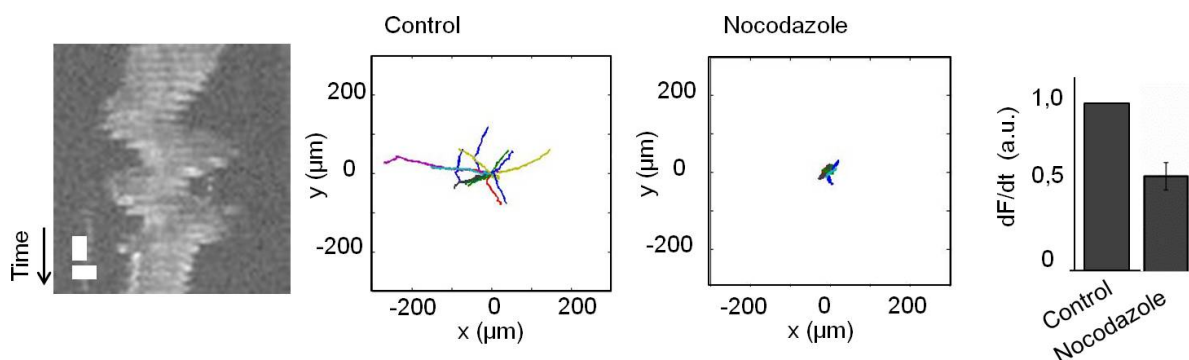 Time
Control
200
0
-200
y (µm)
-200
0
200
x (µm)
Nocodazole
200
0
-200
y (µm)
-200
0
200
x (µm)
1,0
0,5
0
dF/dt (a.u.)
Control
Nocodazole